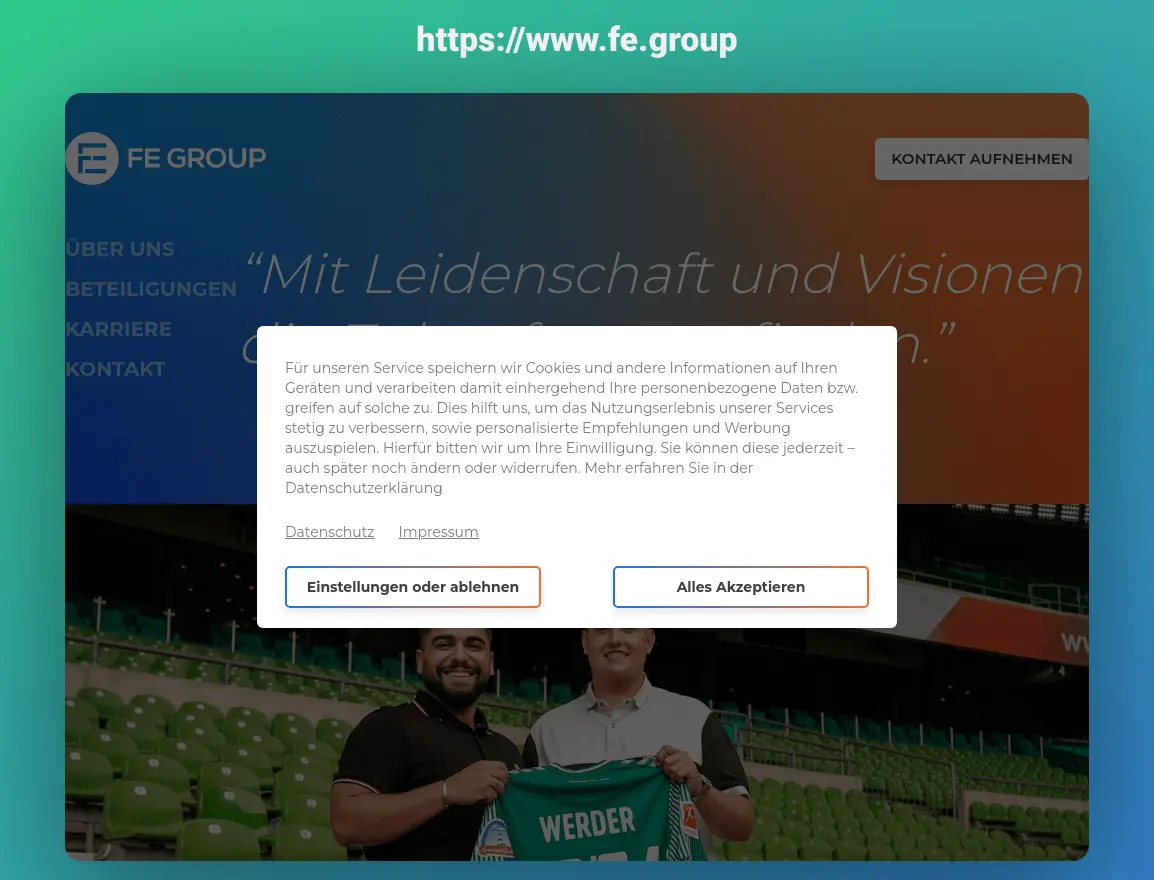 https://www.fe.group
FE GROUP
KONTAKT AUFNEHMEN
ÜBER UNS
BETEILIGUNGEN
KARRIERE
KONTAKT
“Mit Leidenschaft und Visionen
n.”
Für unseren Service speichern wir Cookies und andere Informationen auf Ihren
Geräten und verarbeiten damit einhergehend Ihre personenbezogene Daten bzw.
greifen auf solche zu. Dies hilft uns, um das Nutzungserlebnis unserer Services
stetig zu verbessern, sowie personalisierte Empfehlungen und Werbung
auszuspielen. Hierfür bitten wir um Ihre Einwilligung. Sie können diese jederzeit –
auch später noch ändern oder widerrufen. Mehr erfahren Sie in der
Datenschutzerklärung
Datenschutz Impressum
Einstellungen oder ablehnen
Alles Akzeptieren
WERDER